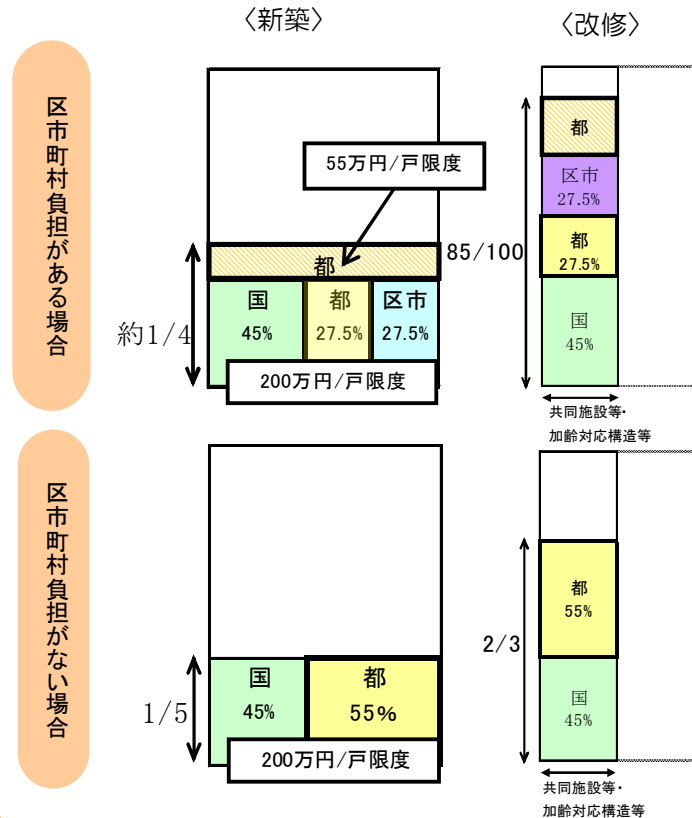 〈新築〉
〈改修〉
区市町村負担がある場合
55万円/戸限度
都
約1/4
国
45%
都
27.5%
区市
27.5%
200万円/戸限度
85/100
都
区市
27.5%
都
27.5%
国
45%
共同施設等・
加齢対応構造等
区市町村負担がない場合
1/5
国
45%
都
55%
200万円/戸限度
2/3
都
55%
国
45%
共同施設等・
加齢対応構造等